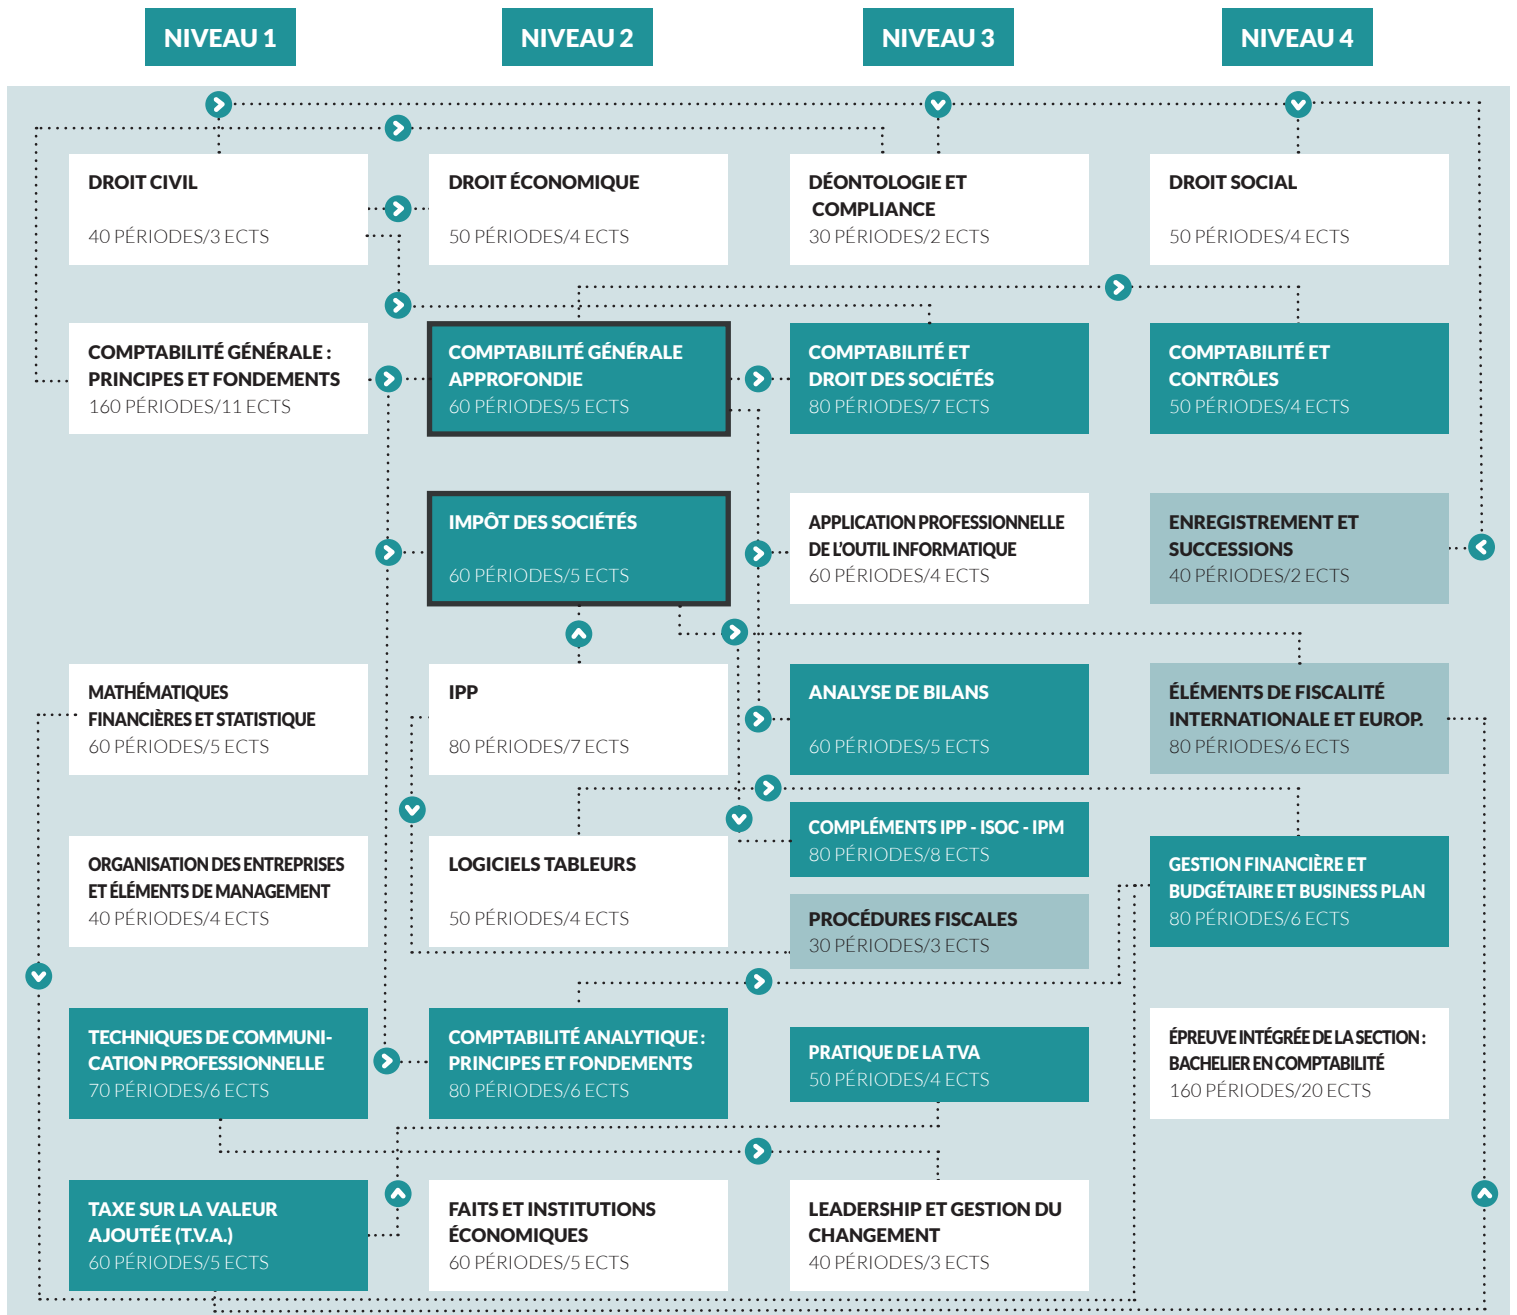 NIVEAU 1
NIVEAU 2
NIVEAU 3
NIVEAU 4
DROIT CIVIL
40 PÉRIODES/3 ECTS
DROIT ÉCONOMIQUE
50 PÉRIODES/4 ECTS
DÉONTOLOGIE ET
COMPLIANCE
30 PÉRIODES/2 ECTS
DROIT SOCIAL
50 PÉRIODES/4 ECTS
COMPTABILITÉ GÉNÉRALE :
PRINCIPES ET FONDEMENTS
160 PÉRIODES/11 ECTS
COMPTABILITÉ GÉNÉRALE
APPROFONDIE
60 PÉRIODES/5 ECTS
COMPTABILITÉ ET
DROIT DES SOCIÉTÉS
80 PÉRIODES/7 ECTS
COMPTABILITÉ ET
CONTRÔLES
50 PÉRIODES/4 ECTS
IMPÔT DES SOCIÉTÉS
60 PÉRIODES/5 ECTS
APPLICATION PROFESSIONNELLE
DE L'OUTIL INFORMATIQUE
60 PÉRIODES/4 ECTS
ENREGISTREMENT ET
SUCCESSIONS
40 PÉRIODES/2 ECTS
MATHÉMATIQUES
FINANCIÈRES ET STATISTIQUE
60 PÉRIODES/5 ECTS
IPP
80 PÉRIODES/7 ECTS
ANALYSE DE BILANS
60 PÉRIODES/5 ECTS
ÉLÉMENTS DE FISCALITÉ
INTERNATIONALE ET EUROP.
80 PÉRIODES/6 ECTS
ORGANISATION DES ENTREPRISES
ET ÉLÉMENTS DE MANAGEMENT
40 PÉRIODES/4 ECTS
LOGICIELS TABLEURS
50 PÉRIODES/4 ECTS
COMPLÉMENTS IPP - ISOC - IPM
80 PÉRIODES/8 ECTS
PROCÉDURES FISCALES
30 PÉRIODES/3 ECTS
GESTION FINANCIÈRE ET
BUDGÉTAIRE ET BUSINESS PLAN
80 PÉRIODES/6 ECTS
TECHNIQUES DE COMMUNI-
CATION PROFESSIONNELLE
70 PÉRIODES/6 ECTS
COMPTABILITÉ ANALYTIQUE :
PRINCIPES ET FONDEMENTS
80 PÉRIODES/6 ECTS
PRATIQUE DE LA TVA
50 PÉRIODES/4 ECTS
ÉPREUVE INTÉGRÉE DE LA SECTION :
BACHELIER EN COMPTABILITÉ
160 PÉRIODES/20 ECTS
TAXE SUR LA VALEUR
AJOUTÉE (T.V.A.)
60 PÉRIODES/5 ECTS
FAITS ET INSTITUTIONS
ÉCONOMIQUES
60 PÉRIODES/5 ECTS
LEADERSHIP ET GESTION DU
CHANGEMENT
40 PÉRIODES/3 ECTS